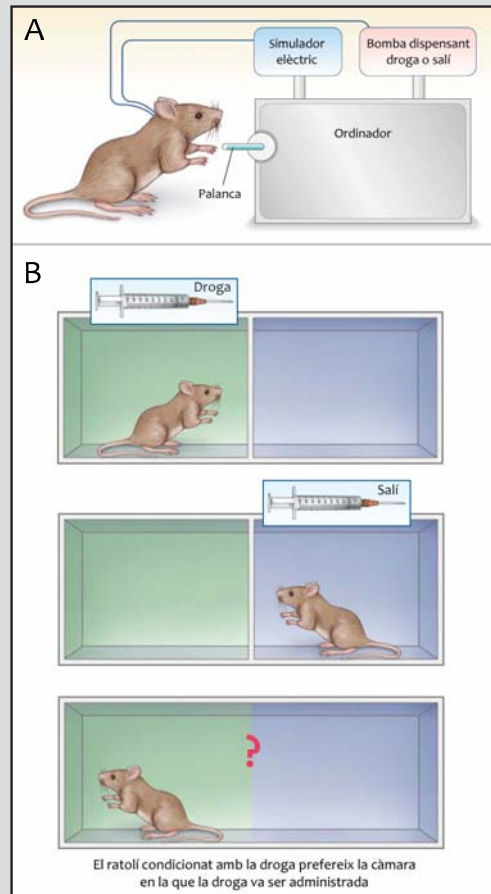 A
Simulador
elèctric
Bomba dispensant
droga o salí
Ordinador
Palanca
B
Droga
Salí
?
El ratolí condicionat amb la droga prefereix la càmara
en la que la droga va ser administrada